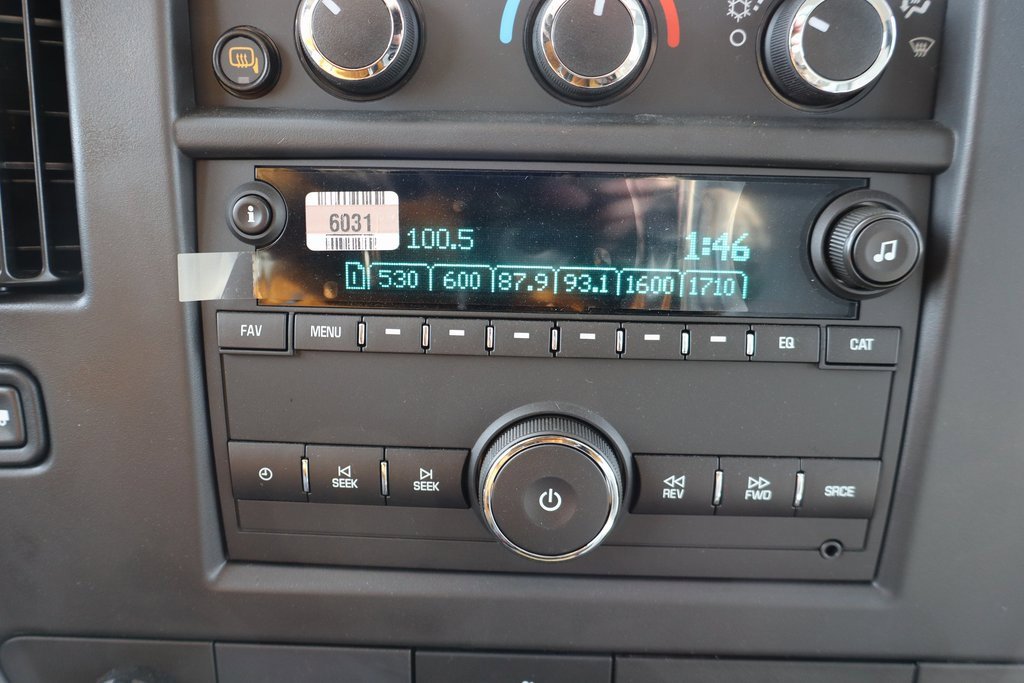 6031
100.5
1:46
1 530 600 87.9 93.1 1600 1710
FAV MENU EQ CAT
SEEK SEEK REV FWD SRCE